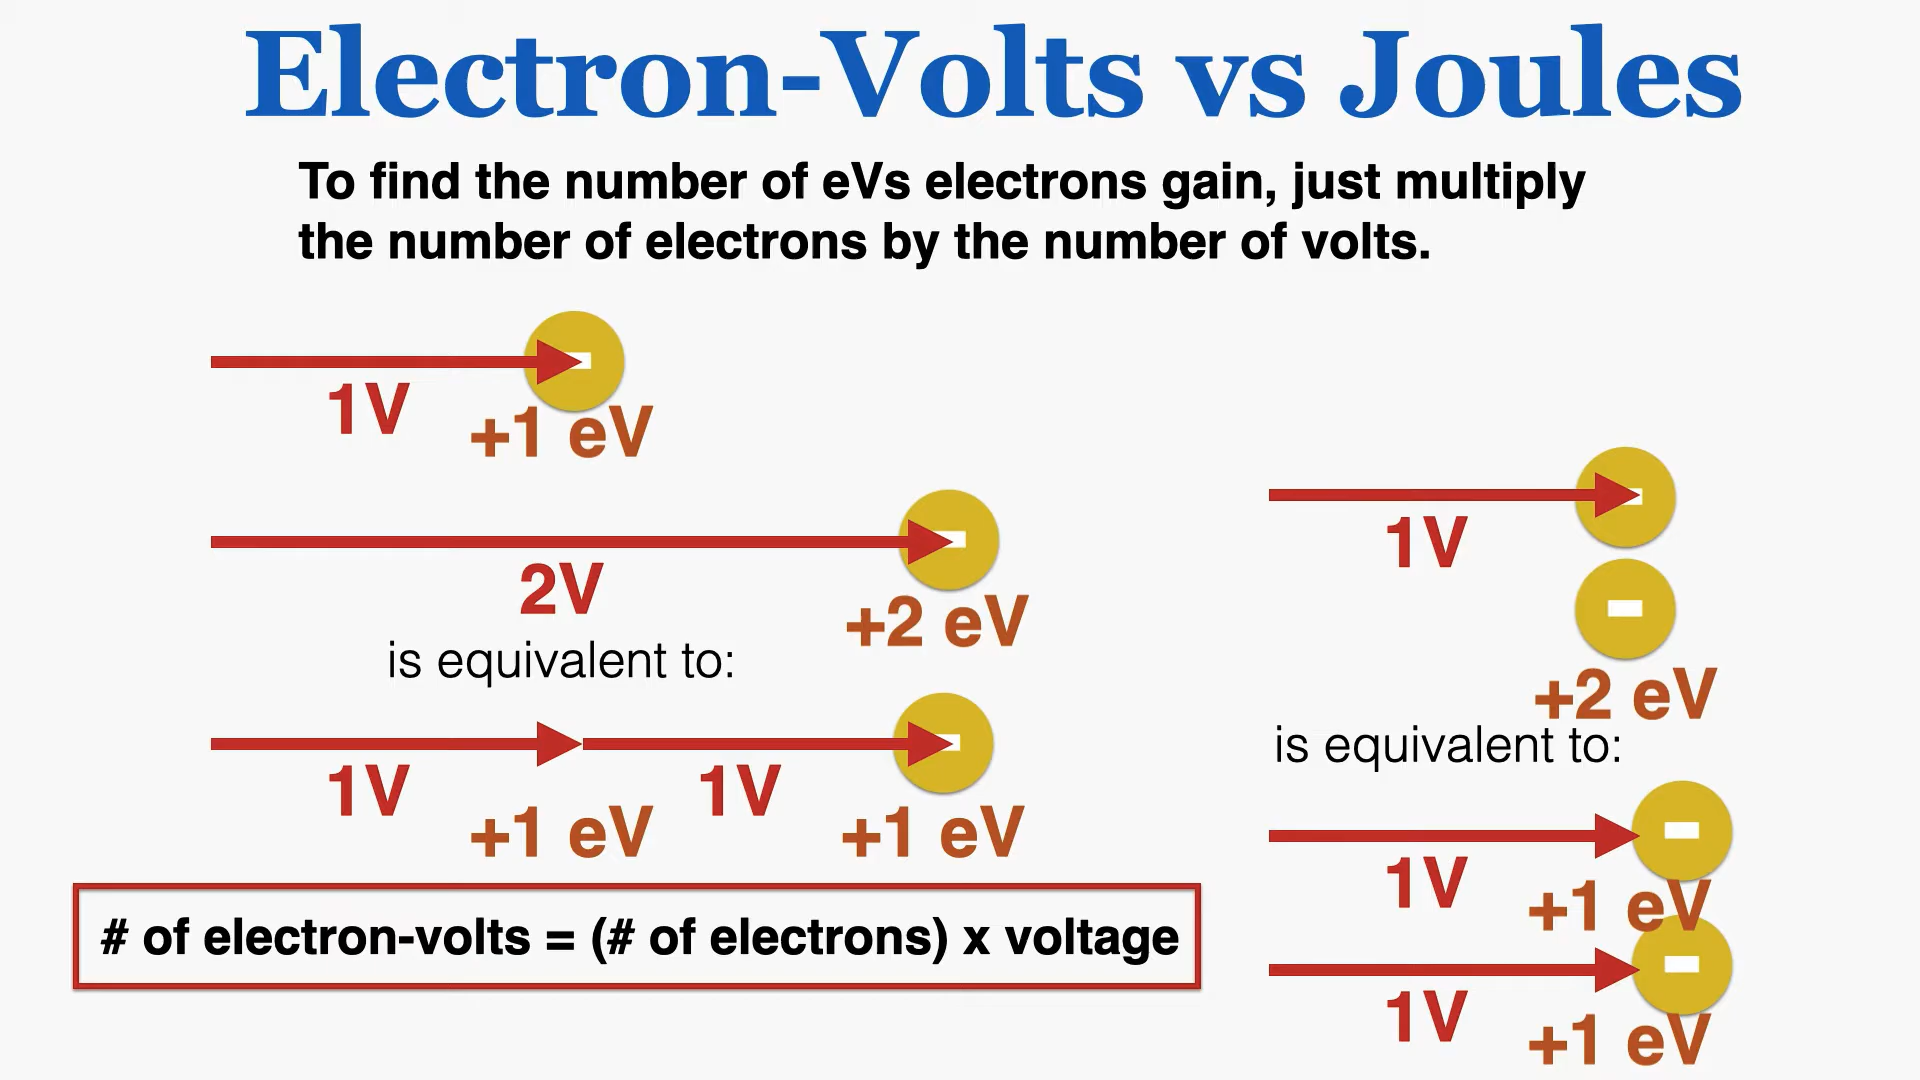 Electron-Volts vs Joules
To find the number of eVs electrons gain, just multiply
the number of electrons by the number of volts.
1V
+1 eV
2V
+2 eV
is equivalent to:
1V
+1 eV
1V
+1 eV
# of electron-volts = (# of electrons) x voltage
1V
+2 eV
is equivalent to:
1V
+1 eV
1V
+1 eV